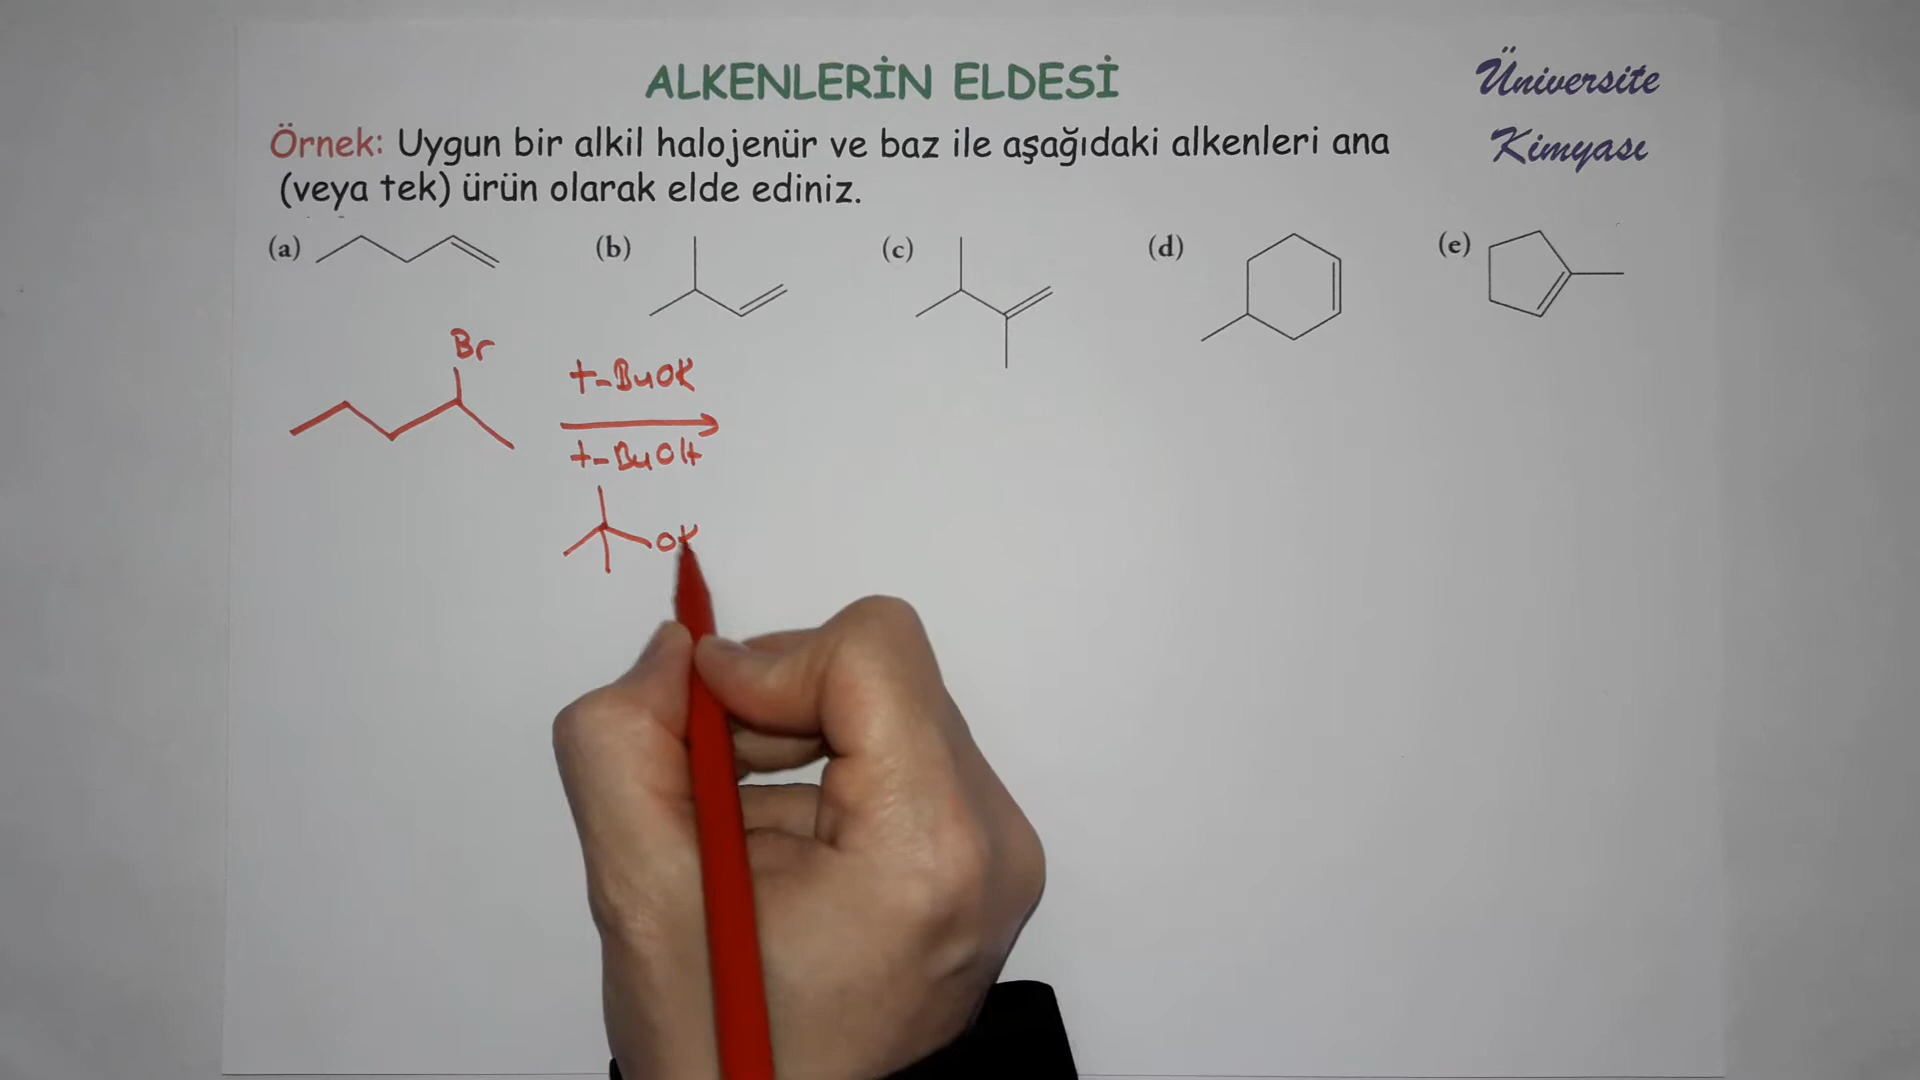 ALKENLERİN ELDESİ
Üniversite
Kimyası
Örnek: Uygun bir alkil halojenür ve baz ile aşağıdaki alkenleri ana
(veya tek) ürün olarak elde ediniz.
(a) (b) (c) (d) (e)
Br
t-BuOK
t-BuOH
OK